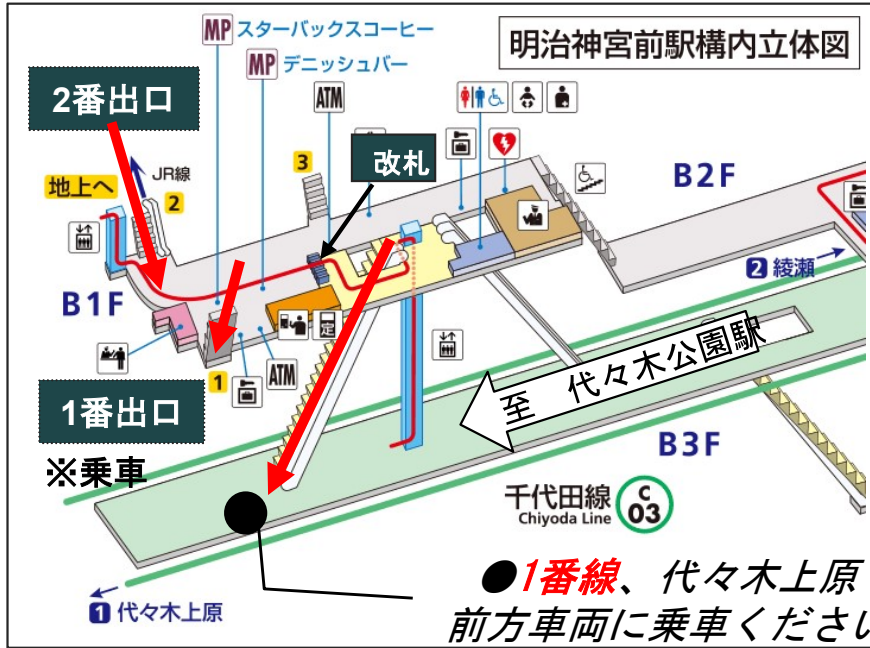 MP スターバックスコーヒー
MP デニッシュバー
明治神宮前駅構内立体図
2番出口
ATM
JR線
3
改札
地上へ
2
B2F
B1F
2 綾瀬
定
1
ATM
1番出口
至　代々木公園駅
※乗車
B3F
千代田線
Chiyoda Line
C
03
●1番線、代々木上原
1 代々木上原
前方車両に乗車くださ